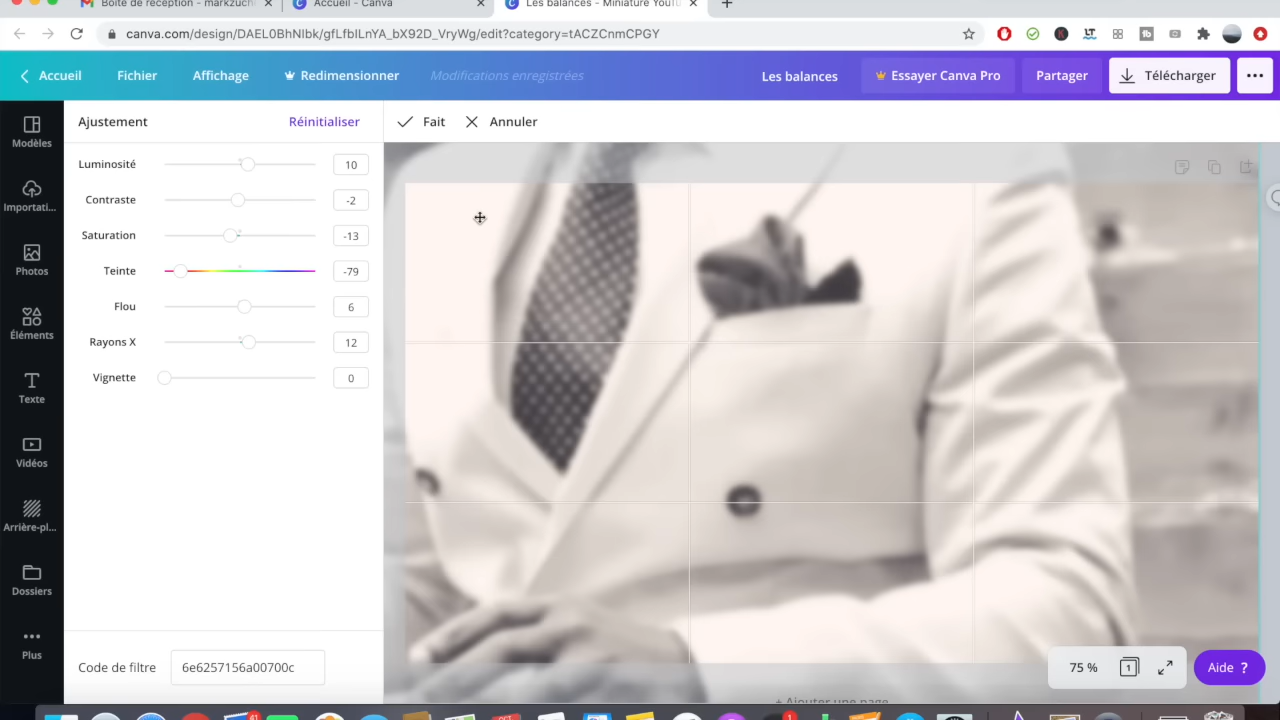 Boîte de réception - markzuch
Accueil - Canva
Les balances - Miniature YouTu
canva.com/design/DAEL0BhNIbk/gfLfbILnYA_bX92D_VryWg/edit?category=tACZCnmCPGY
Accueil
Fichier
Affichage
Redimensionner
Modifications enregistrées
Les balances
Essayer Canva Pro
Partager
Télécharger
Modèles
Importati...
Photos
Éléments
Texte
Vidéos
Arrière-pl...
Dossiers
Plus
Ajustement
Réinitialiser
Luminosité 10
Contraste -2
Saturation -13
Teinte -79
Flou 6
Rayons X 12
Vignette 0
Code de filtre 6e6257156a00700c
Fait
Annuler
75 %
1
Aide ?
+ Ajouter une page